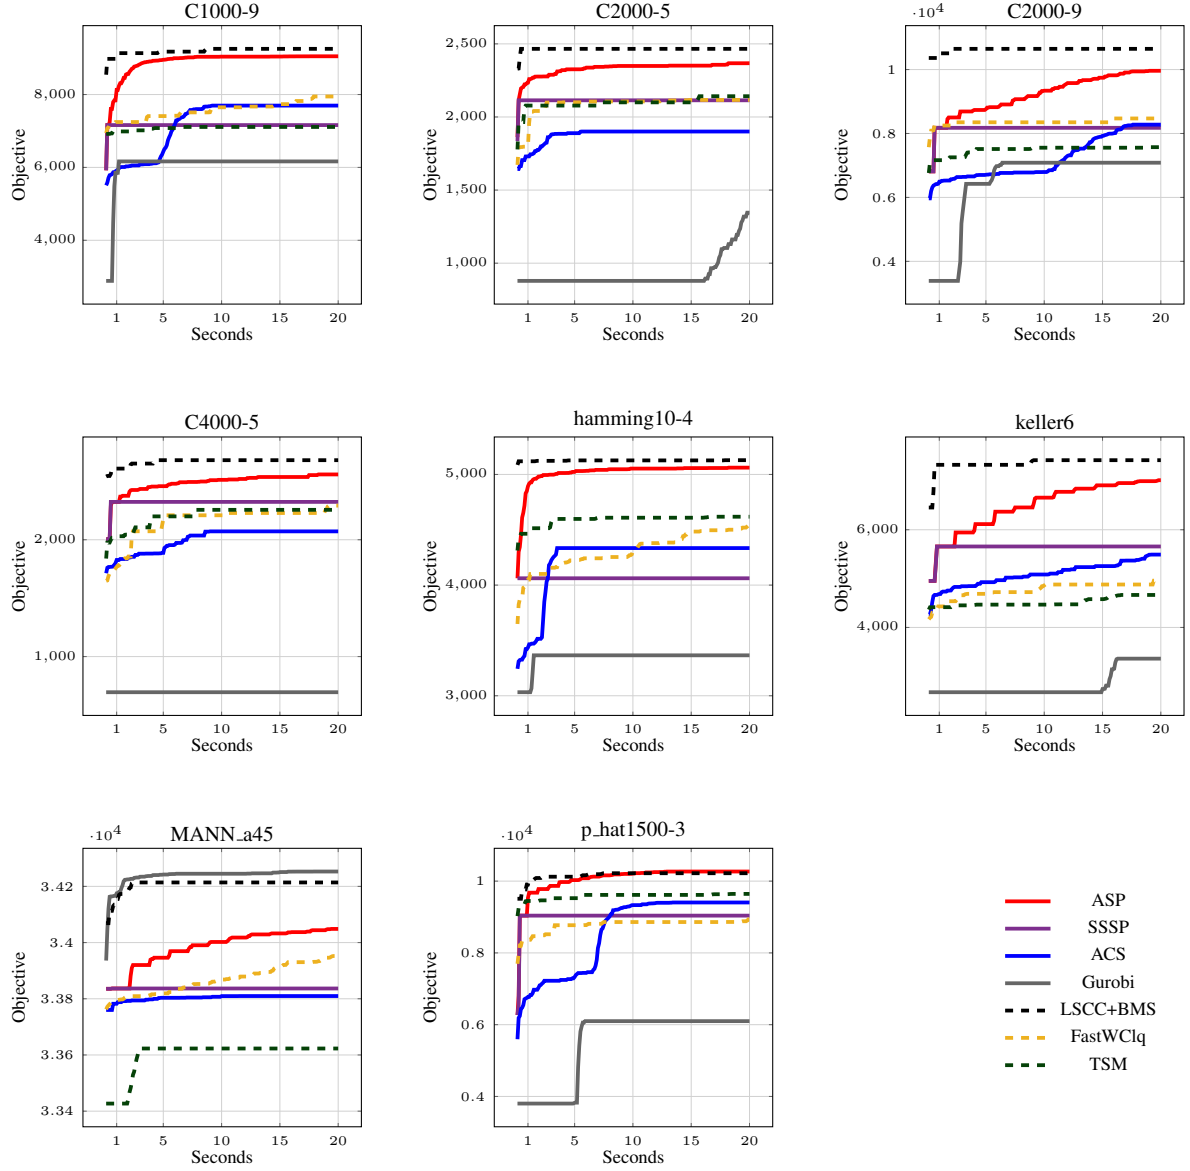 C1000-9
8,000
6,000
4,000
Objective
1 5 10 15 20
Seconds
C2000-5
2,500
2,000
1,500
1,000
Objective
1 5 10 15 20
Seconds
·10⁴
C2000-9
1
0.8
0.6
0.4
Objective
1 5 10 15 20
Seconds
C4000-5
2,000
1,000
Objective
1 5 10 15 20
Seconds
hamming10-4
5,000
4,000
3,000
Objective
1 5 10 15 20
Seconds
keller6
6,000
4,000
Objective
1 5 10 15 20
Seconds
·10⁴
MANN_a45
3.42
3.4
3.38
3.36
3.34
Objective
1 5 10 15 20
Seconds
·10⁴
p_hat1500-3
1
0.8
0.6
0.4
Objective
1 5 10 15 20
Seconds
ASP
SSSP
ACS
Gurobi
LSCC+BMS
FastWClq
TSM